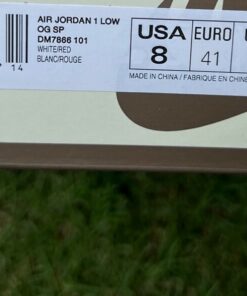 14
AIR JORDAN 1 LOW
OG SP
DM7866 101
WHITE/RED
BLANC/ROUGE
USA
8
EURO
41
MADE IN CHINA / FABRIQUE EN CHINE